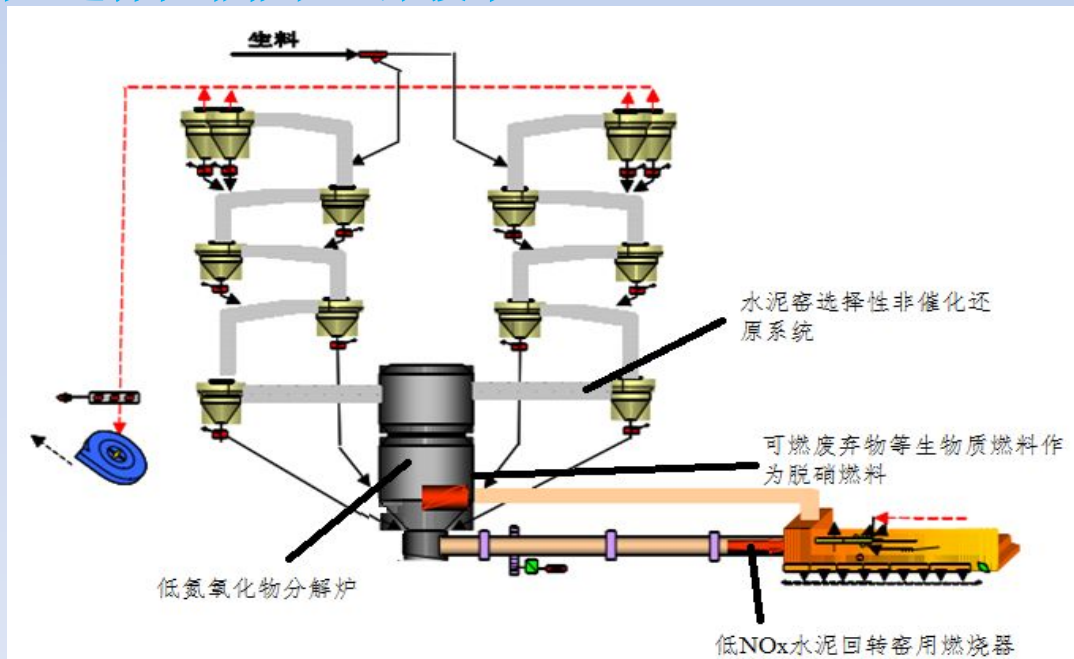 生料
水泥窑选择性非催化还
原系统
可燃废弃物等生物质燃料作
为脱硝燃料
低氮氧化物分解炉
低NOx水泥回转窑用燃烧器